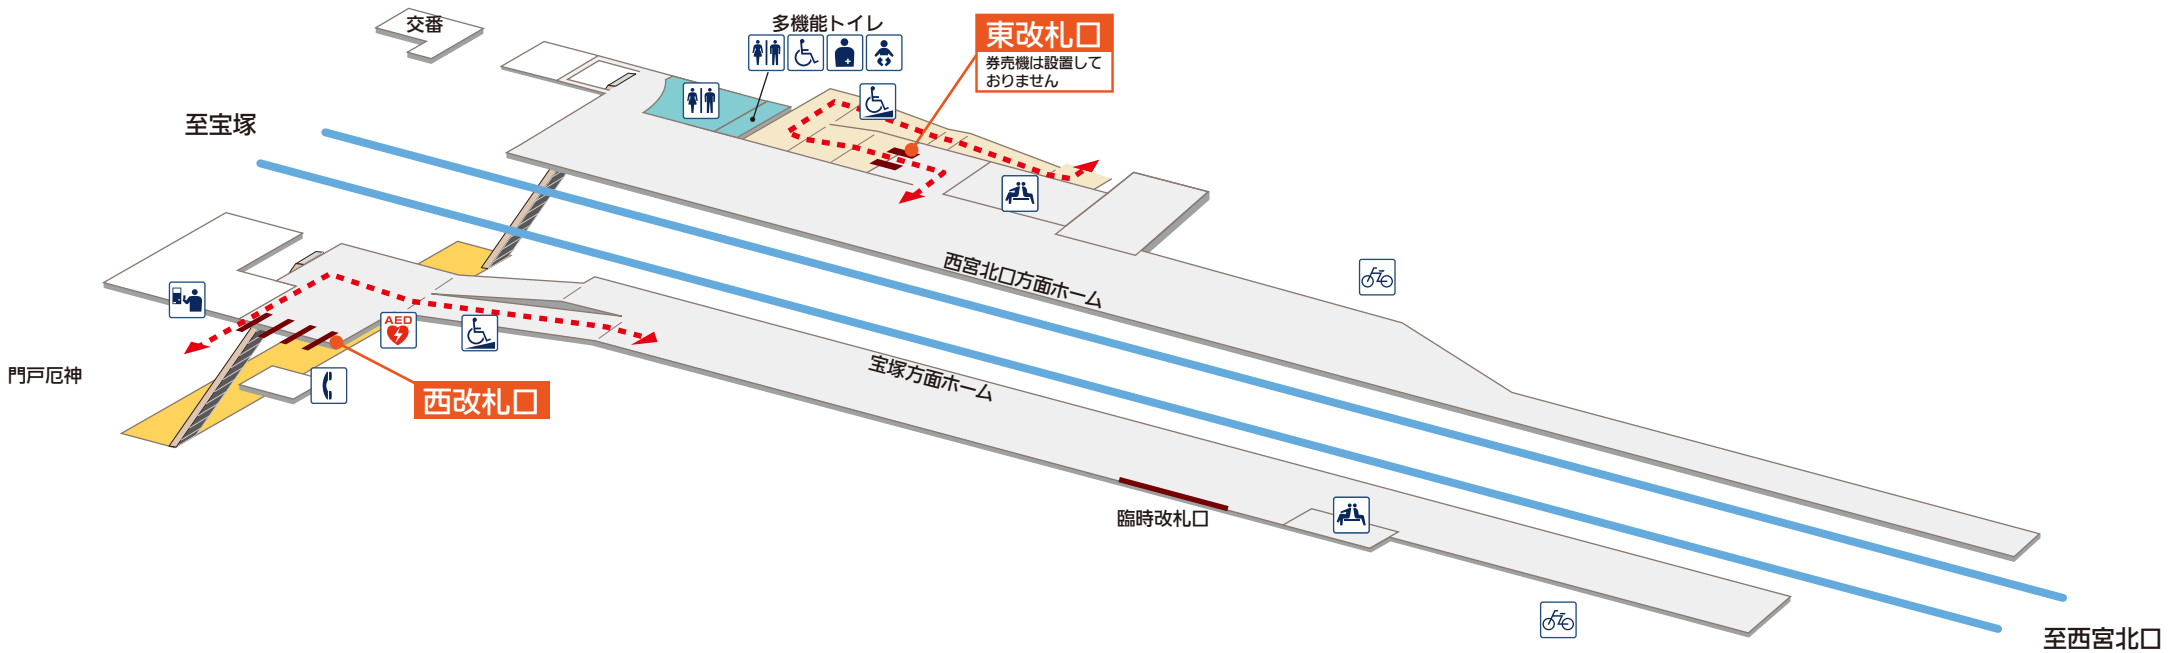 交番
多機能トイレ
東改札口
券売機は設置して
おりません
至宝塚
西宮北口方面ホーム
門戸厄神
AED
西改札口
宝塚方面ホーム
臨時改札口
至西宮北口